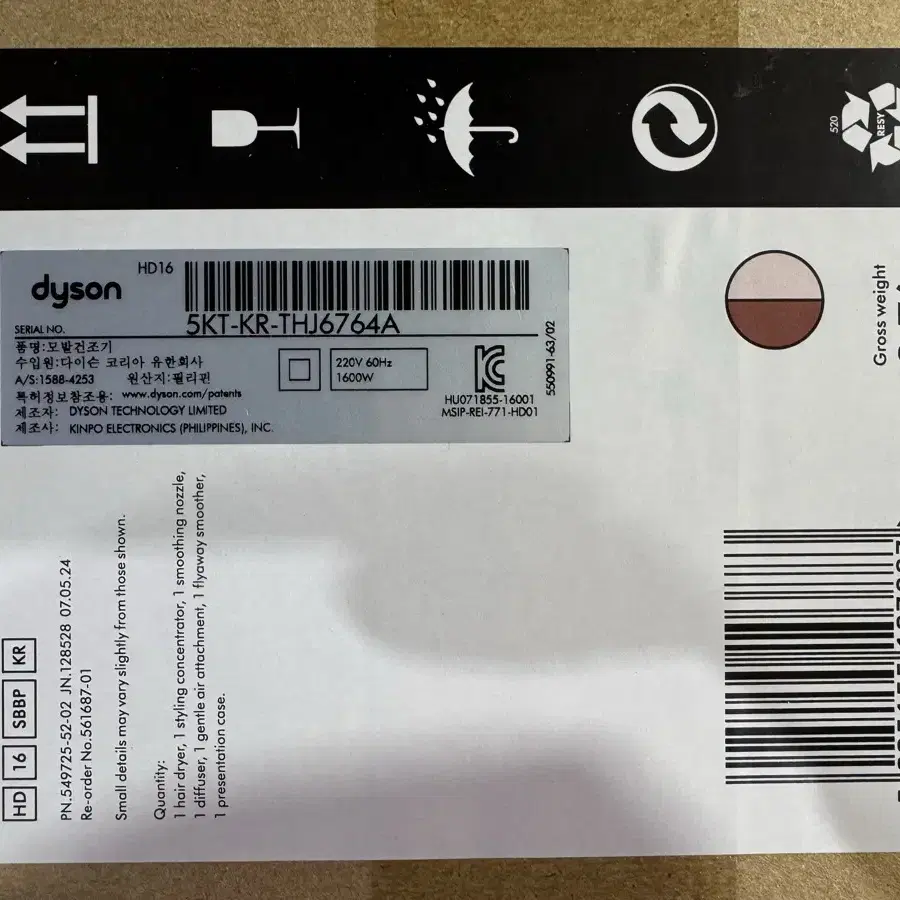 520
RESY
dyson
HD16
SERIAL NO.
5KT-KR-THJ6764A
품명:모발건조기
수입원:다이슨 코리아 유한회사
A/S:1588-4253 원산지:필리핀
특허정보참조용: www.dyson.com/patents
제조자: DYSON TECHNOLOGY LIMITED
제조사: KINPO ELECTRONICS (PHILIPPINES), INC.
220V 60Hz
1600W
HU071855-16001
MSIP-REI-771-HD01
550991-63/02
Gross weight
HD 16 SBBP KR
PN.549725-52-02 JN.128528 07.05.24
Re-order No.561687-01
Small details may vary slightly from those shown.
Quantity:
1 hair dryer, 1 styling concentrator, 1 smoothing nozzle,
1 diffuser, 1 gentle air attachment, 1 flyaway smoother,
1 presentation case.